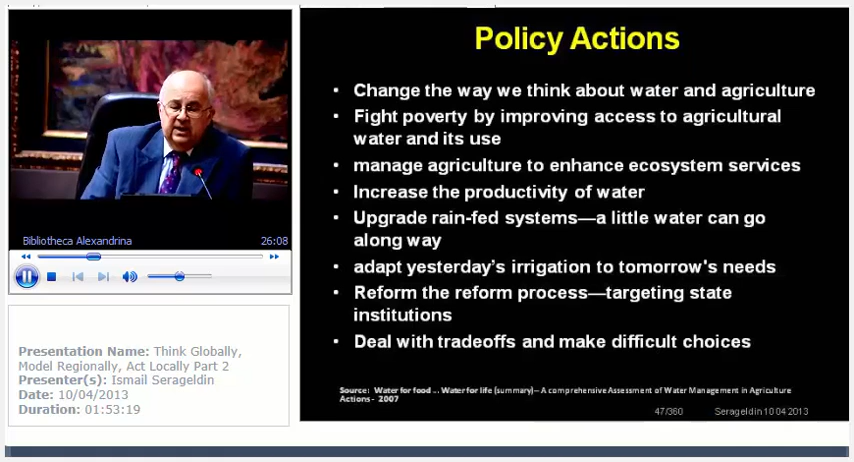 Policy Actions
• Change the way we think about water and agriculture
• Fight poverty by improving access to agricultural
water and its use
• manage agriculture to enhance ecosystem services
• Increase the productivity of water
• Upgrade rain-fed systems—a little water can go
along way
• adapt yesterday's irrigation to tomorrow's needs
• Reform the reform process—targeting state
institutions
• Deal with tradeoffs and make difficult choices
Source: Water for food ... Water for life (summary)– A comprehensive Assessment of Water Management in Agriculture
Actions - 2007
47/360 Serageldin 10 04 2013
Bibliotheca Alexandrina 26:08
Presentation Name: Think Globally,
Model Regionally, Act Locally Part 2
Presenter(s): Ismail Serageldin
Date: 10/04/2013
Duration: 01:53:19